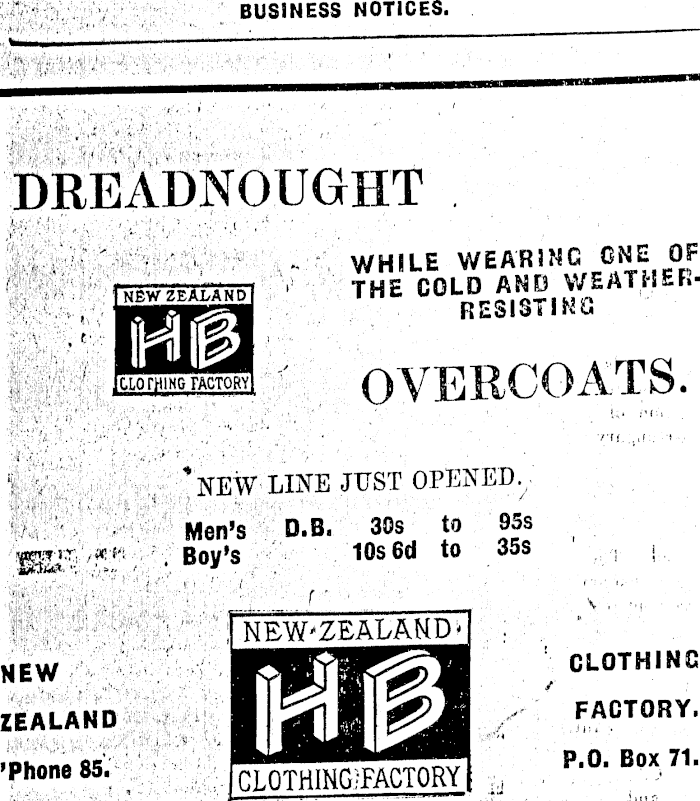 BUSINESS NOTICES.
DREADNOUGHT
WHILE WEARING ONE OF
THE COLD AND WEATHER-
RESISTING
NEW ZEALAND
HB
CLOTHING FACTORY
OVERCOATS.
NEW LINE JUST OPENED.
Men's D.B. 30s to 95s
Boy's 10s 6d to 35s
NEW ZEALAND
HB
CLOTHING FACTORY
NEW
ZEALAND
'Phone 85.
CLOTHING
FACTORY.
P.O. Box 71.